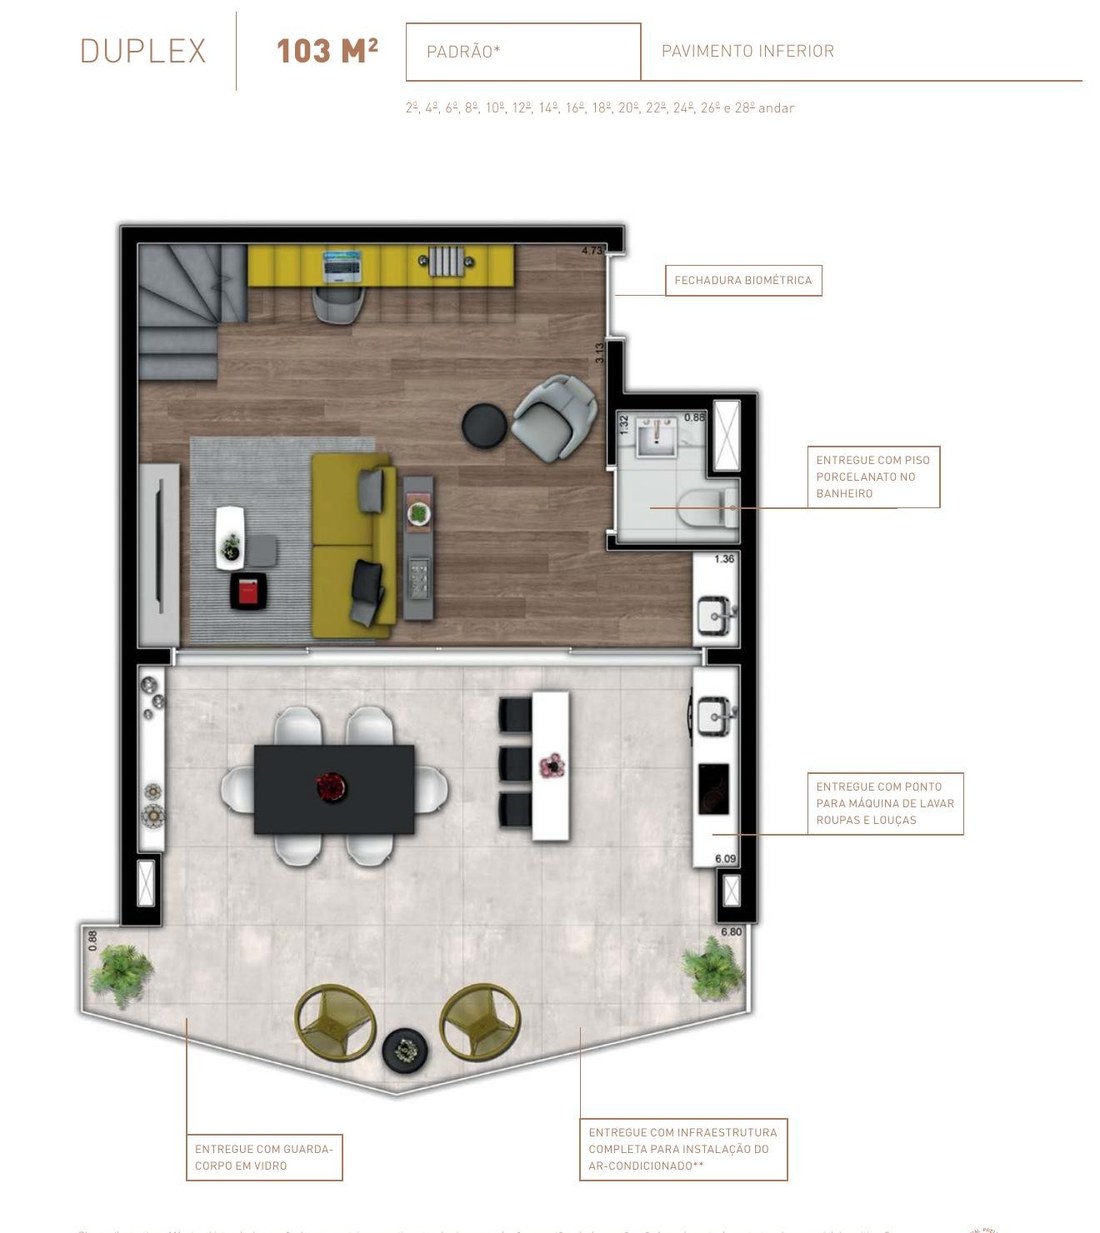 DUPLEX
103 M²
PADRÃO*
PAVIMENTO INFERIOR
2º, 4º, 6º, 8º, 10º, 12º, 14º, 16º, 18º, 20º, 22º, 24º, 26º e 28º andar
4.73
FECHADURA BIOMÉTRICA
3.13
1.32
0.88
ENTREGUE COM PISO
PORCELANATO NO
BANHEIRO
1.36
ENTREGUE COM PONTO
PARA MÁQUINA DE LAVAR
ROUPAS E LOUÇAS
6.09
0.88
6.80
ENTREGUE COM GUARDA-
CORPO EM VIDRO
ENTREGUE COM INFRAESTRUTURA
COMPLETA PARA INSTALAÇÃO DO
AR-CONDICIONADO**